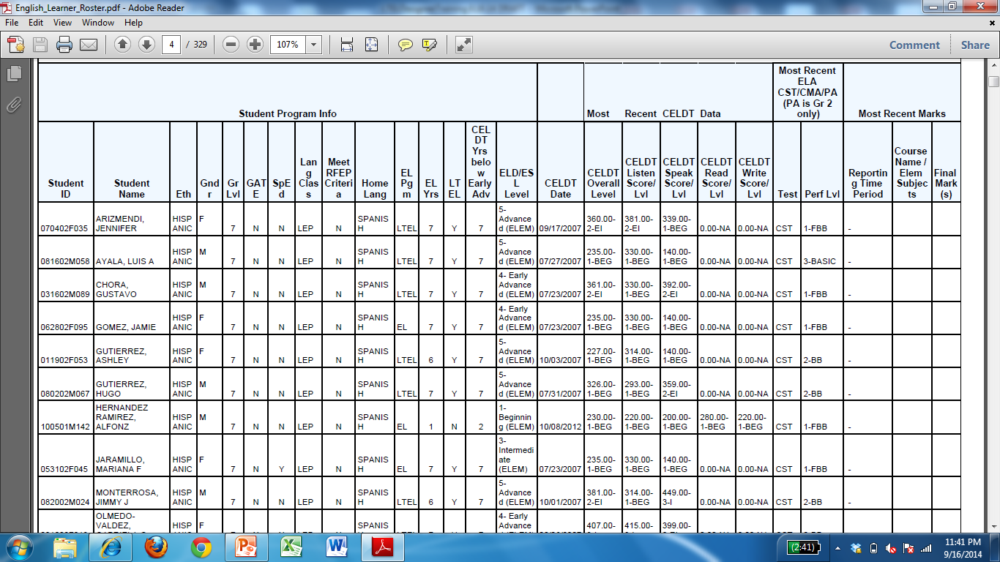 English_Learner_Roster.pdf - Adobe Reader
File Edit View Window Help
4 / 329 107% Comment Share
Student Program Info
Most Recent CELDT Data
Most Recent
ELA
CST/CMA/PA
(PA is Gr 2
only)
Most Recent Marks
Student
ID
Student
Name
Eth
Gnd
r
Gr
Lvl
GAT
E
SpE
d
Lan
g
Clas
s
Meet
RFEP
Criteri
a
Home
Lang
EL
Pg
m
EL
Yrs
LT
EL
CEL
DT
Yrs
belo
w
Early
Adv
ELD/ES
L
Level
CELDT
Date
CELDT
Overall
Level
CELDT
Listen
Score/
Lvl
CELDT
Speak
Score/
Lvl
CELDT
Read
Score/
Lvl
CELDT
Write
Score/
Lvl
Test
Perf Lvl
Reportin
g Time
Period
Course
Name /
Elem
Subjec
ts
Final
Mark
(s)
070402F035
ARIZMENDI,
JENNIFER
HISP
ANIC
F
7 N N LEP N
SPANIS
H
LTEL 7 Y 7
5-
Advance
d (ELEM)
09/17/2007
360.00-
2-EI
381.00-
2-EI
339.00-
1-BEG
0.00-NA 0.00-NA CST 1-FBB -
081602M058
AYALA, LUIS A
HISP
ANIC
M
7 N N LEP N
SPANIS
H
LTEL 7 Y 7
5-
Advance
d (ELEM)
07/27/2007
235.00-
1-BEG
330.00-
1-BEG
140.00-
1-BEG
0.00-NA 0.00-NA CST 3-BASIC -
031602M089
CHORA,
GUSTAVO
HISP
ANIC
M
7 N N LEP N
SPANIS
H
LTEL 7 Y 7
4- Early
Advance
d (ELEM)
07/23/2007
361.00-
2-EI
330.00-
1-BEG
392.00-
2-EI
0.00-NA 0.00-NA CST 1-FBB -
062802F095
GOMEZ, JAMIE
HISP
ANIC
F
7 N N LEP N
SPANIS
H
EL 7 Y 7
4- Early
Advance
d (ELEM)
07/23/2007
235.00-
1-BEG
330.00-
1-BEG
140.00-
1-BEG
0.00-NA 0.00-NA CST 1-FBB -
011902F053
GUTIERREZ,
ASHLEY
HISP
ANIC
F
7 N N LEP N
SPANIS
H
LTEL 6 Y 7
5-
Advance
d (ELEM)
10/03/2007
227.00-
1-BEG
314.00-
1-BEG
140.00-
1-BEG
0.00-NA 0.00-NA CST 2-BB -
080202M067
GUTIERREZ,
HUGO
HISP
ANIC
M
7 N N LEP N
SPANIS
H
LTEL 7 Y 7
5-
Advance
d (ELEM)
07/31/2007
326.00-
1-BEG
293.00-
1-BEG
359.00-
2-EI
0.00-NA 0.00-NA CST 2-BB -
100501M142
HERNANDEZ
RAMIREZ,
ALFONZ
HISP
ANIC
M
7 N N LEP N
SPANIS
H
EL 1 N 2
1-
Beginnin
g (ELEM)
10/08/2012
230.00-
1-BEG
220.00-
1-BEG
200.00-
1-BEG
280.00-
1-BEG
220.00-
1-BEG
CST 1-FBB -
053102F045
JARAMILLO,
MARIANA F
HISP
ANIC
F
7 N Y LEP N
SPANIS
H
EL 7 Y 7
3-
Intermedi
ate
(ELEM)
07/23/2007
235.00-
1-BEG
330.00-
1-BEG
140.00-
1-BEG
0.00-NA 0.00-NA CST 1-FBB -
082002M024
MONTERROSA,
JIMMY J
HISP
ANIC
M
7 N N LEP N
SPANIS
H
LTEL 6 Y 7
5-
Advance
d (ELEM)
10/01/2007
381.00-
2-EI
314.00-
1-BEG
449.00-
3-I
0.00-NA 0.00-NA CST 2-BB -
OLMEDO-
VALDEZ,
HISP
F
SPANIS
4- Early
Advance
407.00-
415.00-
399.00-
(2:41)
11:41 PM
9/16/2014